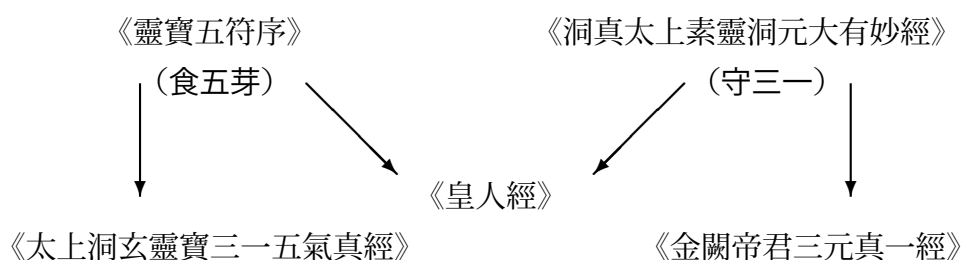 《靈寶五符序》
（食五芽）
《洞真太上素靈洞元大有妙經》
（守三一）
《皇人經》
《太上洞玄靈寶三一五氣真經》
《金闕帝君三元真一經》